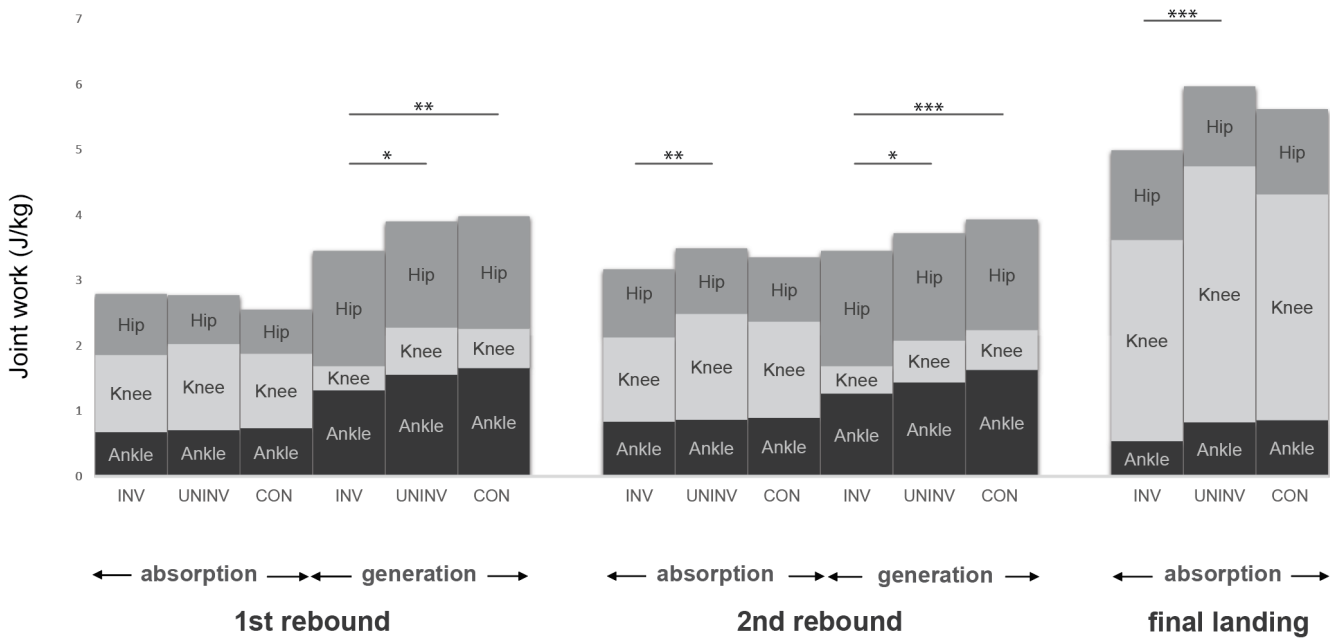 Joint work (J/kg)
7
6
5
4
3
2
1
0
***
**
*
**
***
*
Hip Hip Hip Hip Hip Hip Hip Hip Hip Hip Hip Hip Hip Hip Hip
Knee Knee Knee Knee Knee Knee Knee Knee Knee Knee Knee Knee Knee Knee Knee
Ankle Ankle Ankle Ankle Ankle Ankle Ankle Ankle Ankle Ankle Ankle Ankle Ankle Ankle Ankle
INV UNINV CON INV UNINV CON INV UNINV CON INV UNINV CON INV UNINV CON
absorption generation absorption generation absorption
1st rebound 2nd rebound final landing